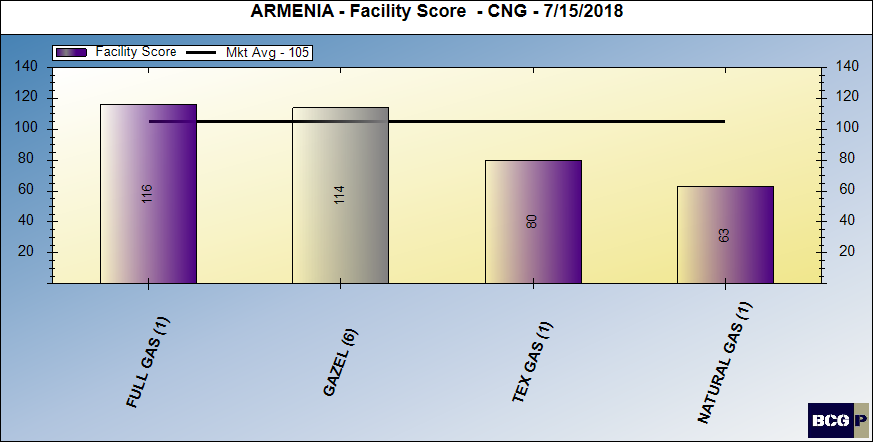 ARMENIA - Facility Score - CNG - 7/15/2018
Facility Score Mkt Avg - 105
140 140
120 120
100 100
80 80
60 60
40 40
20 20
116
114
80
63
FULL GAS (1)
GAZEL (6)
TEX GAS (1)
NATURAL GAS (1)
BCG P